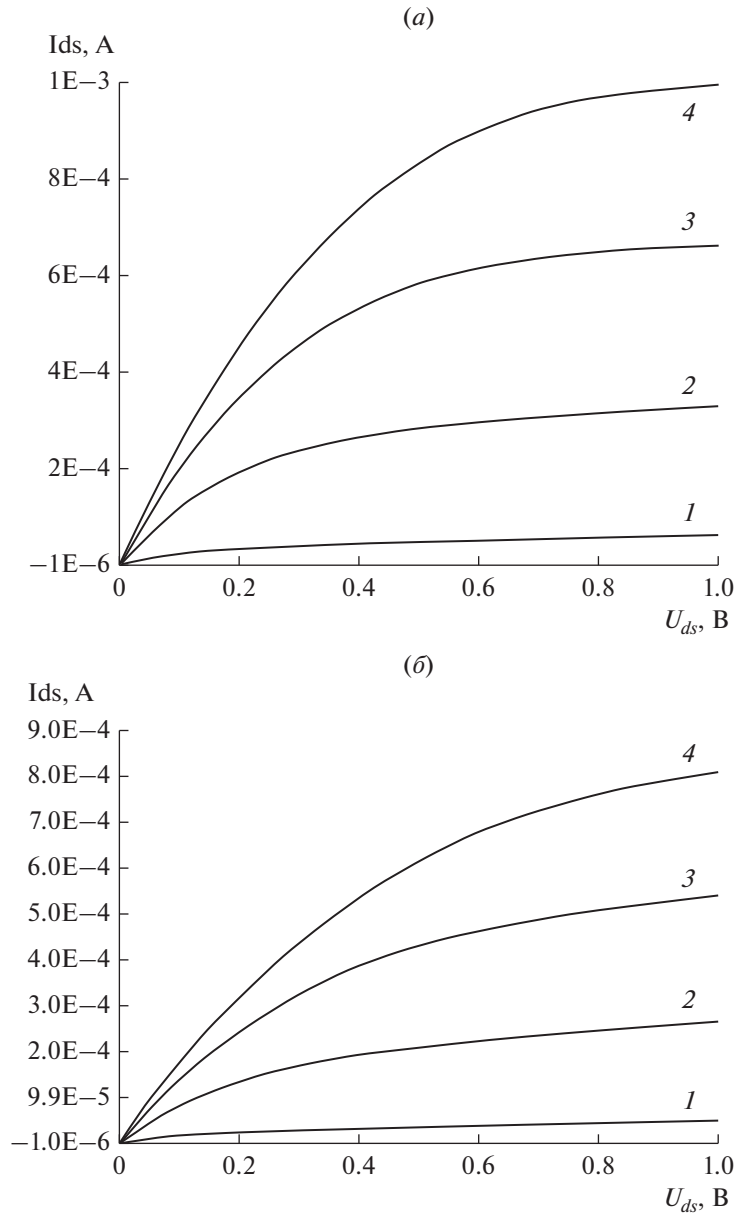 (а)
Ids, A
1E−3
4
8E−4
3
6E−4
4E−4
2
2E−4
1
−1E−6
0 0.2 0.4 0.6 0.8 1.0
U_ds, В
(б)
Ids, A
9.0E−4
4
8.0E−4
7.0E−4
6.0E−4
3
5.0E−4
4.0E−4
3.0E−4
2
2.0E−4
9.9E−5
1
−1.0E−6
0 0.2 0.4 0.6 0.8 1.0
U_ds, В